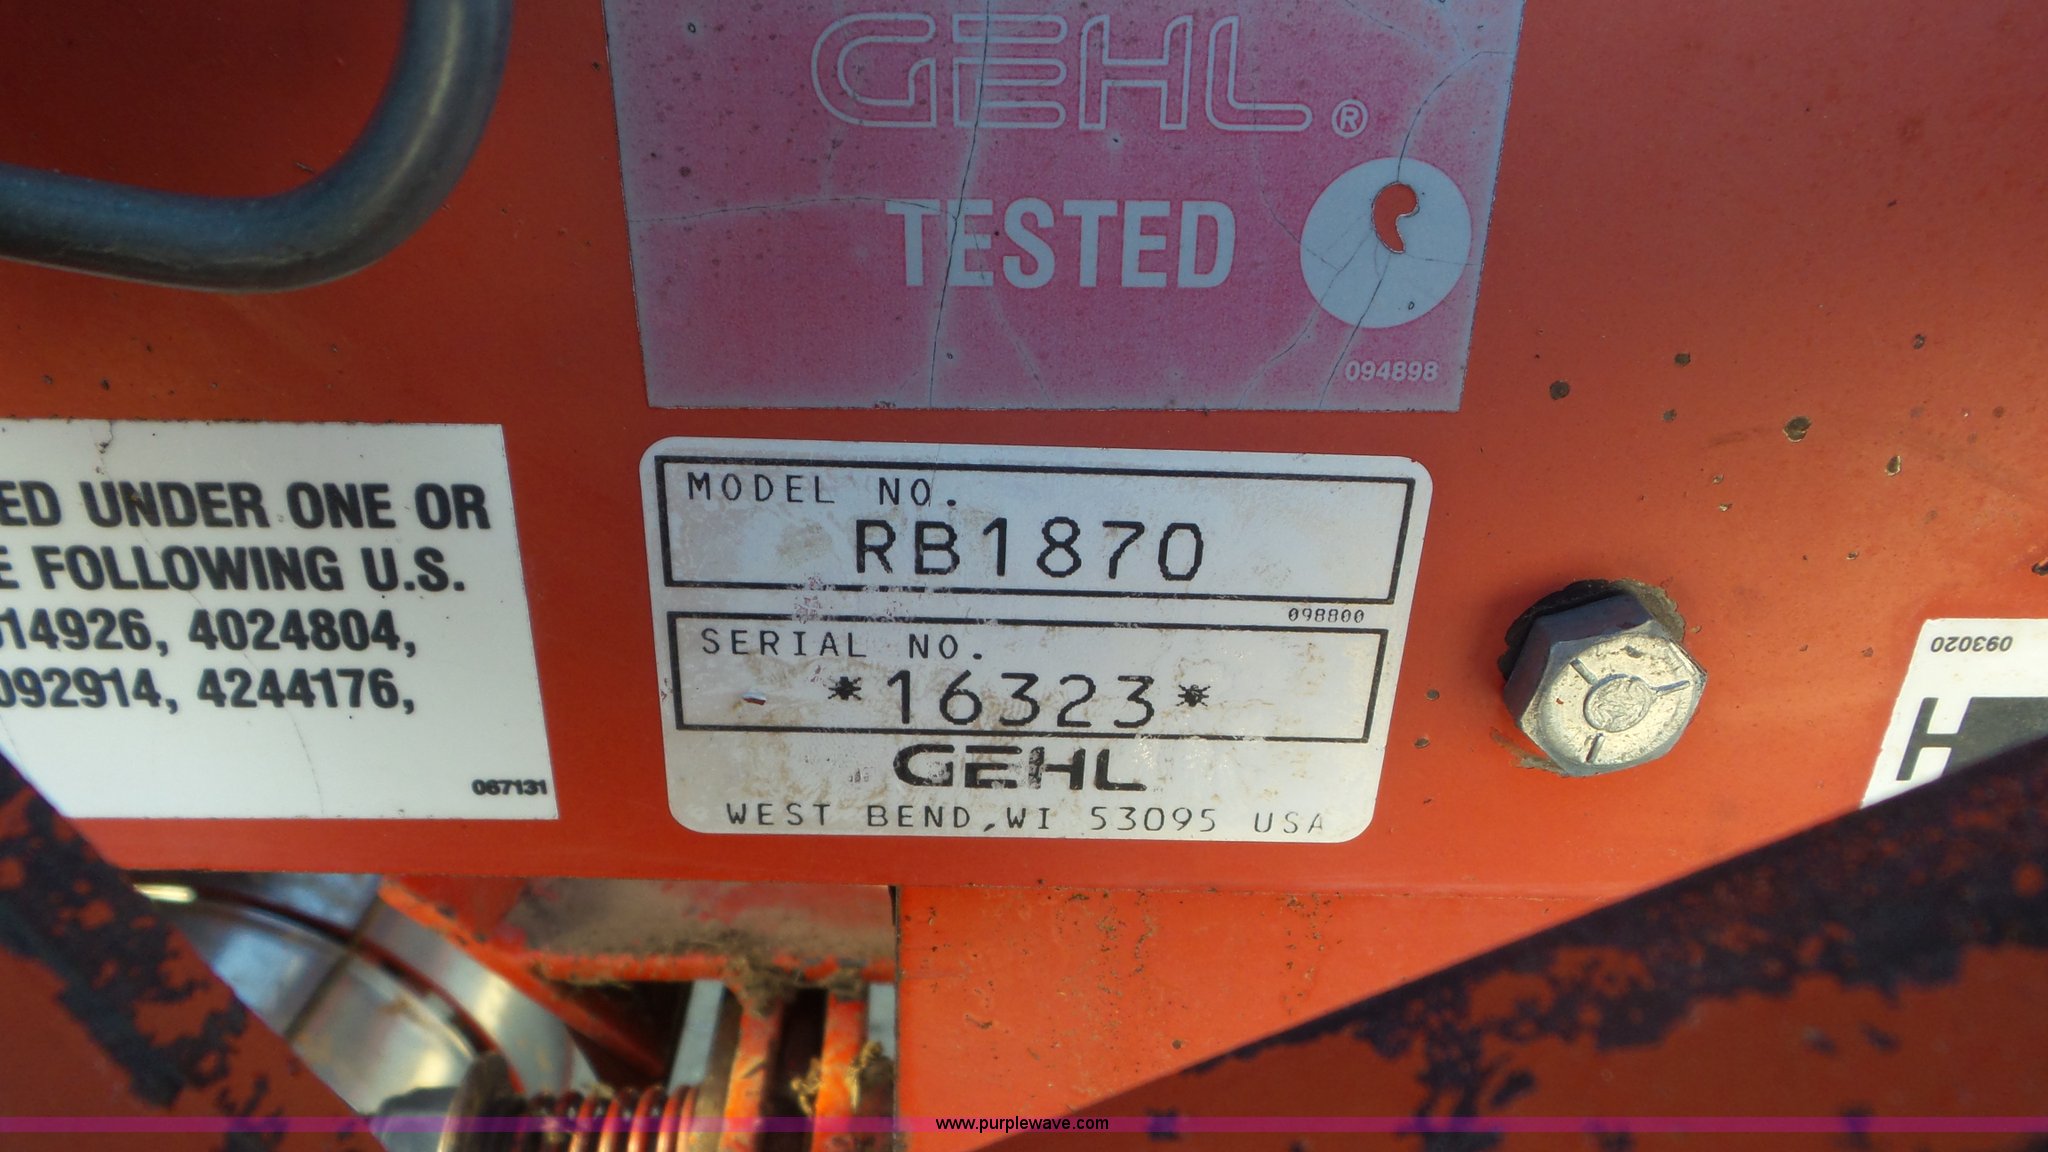 GEHL®
TESTED
094898
ED UNDER ONE OR
E FOLLOWING U.S.
14926, 4024804,
092914, 4244176,
067131
MODEL NO.
RB1870
098800
SERIAL NO.
*16323*
GEHL
WEST BEND, WI 53095 USA
093020
H
www.purplewave.com